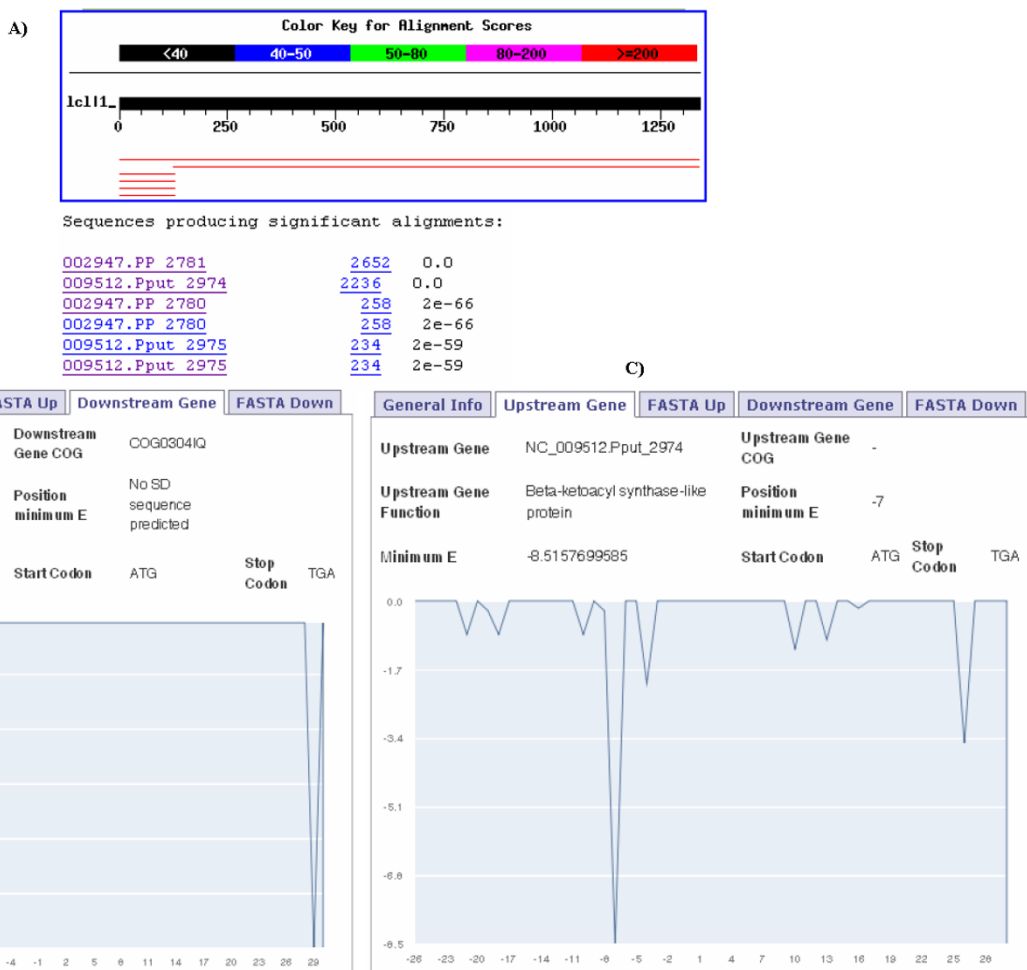 A)
Color Key for Alignment Scores
<40 40-50 50-80 80-200 >=200
lcl|1_
0 250 500 750 1000 1250
Sequences producing significant alignments:
002947.PP 2781 2652 0.0
009512.Pput 2974 2236 0.0
002947.PP 2780 258 2e-66
002947.PP 2780 258 2e-66
009512.Pput 2975 234 2e-59
009512.Pput 2975 234 2e-59
C)
ASTA Up Downstream Gene FASTA Down
Downstream Gene COG COG0304IQ
Position minimum E No SD sequence predicted
Start Codon ATG Stop Codon TGA
-4 -1 2 5 8 11 14 17 20 23 26 29
General Info Upstream Gene FASTA Up Downstream Gene FASTA Down
Upstream Gene NC_009512.Pput_2974 Upstream Gene COG -
Upstream Gene Function Beta-ketoacyl synthase-like protein Position minimum E -7
Minimum E -8.5157699585 Start Codon ATG Stop Codon TGA
0.0
-1.7
-3.4
-5.1
-6.8
-8.5
-26 -23 -20 -17 -14 -11 -8 -5 -2 1 4 7 10 13 16 19 22 25 28